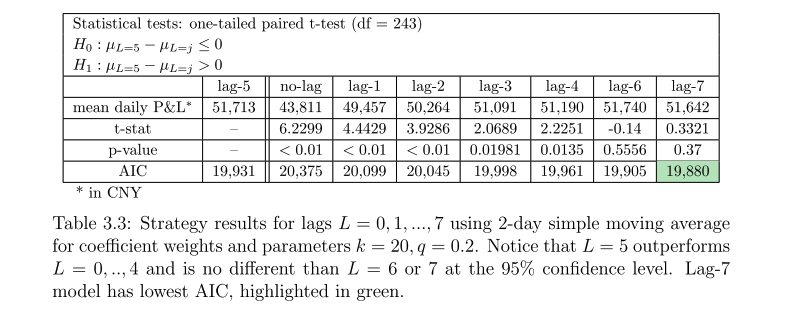 Statistical tests: one-tailed paired t-test (df = 243)
H₀ : μ_{L=5} − μ_{L=j} ≤ 0
H₁ : μ_{L=5} − μ_{L=j} > 0
lag-5 no-lag lag-1 lag-2 lag-3 lag-4 lag-6 lag-7
mean daily P&L* 51,713 43,811 49,457 50,264 51,091 51,190 51,740 51,642
t-stat – 6.2299 4.4429 3.9286 2.0689 2.2251 -0.14 0.3321
p-value – < 0.01 < 0.01 < 0.01 0.01981 0.0135 0.5556 0.37
AIC 19,931 20,375 20,099 20,045 19,998 19,961 19,905 19,880
* in CNY
Table 3.3: Strategy results for lags L = 0, 1, ..., 7 using 2-day simple moving average
for coefficient weights and parameters k = 20, q = 0.2. Notice that L = 5 outperforms
L = 0, .., 4 and is no different than L = 6 or 7 at the 95% confidence level. Lag-7
model has lowest AIC, highlighted in green.